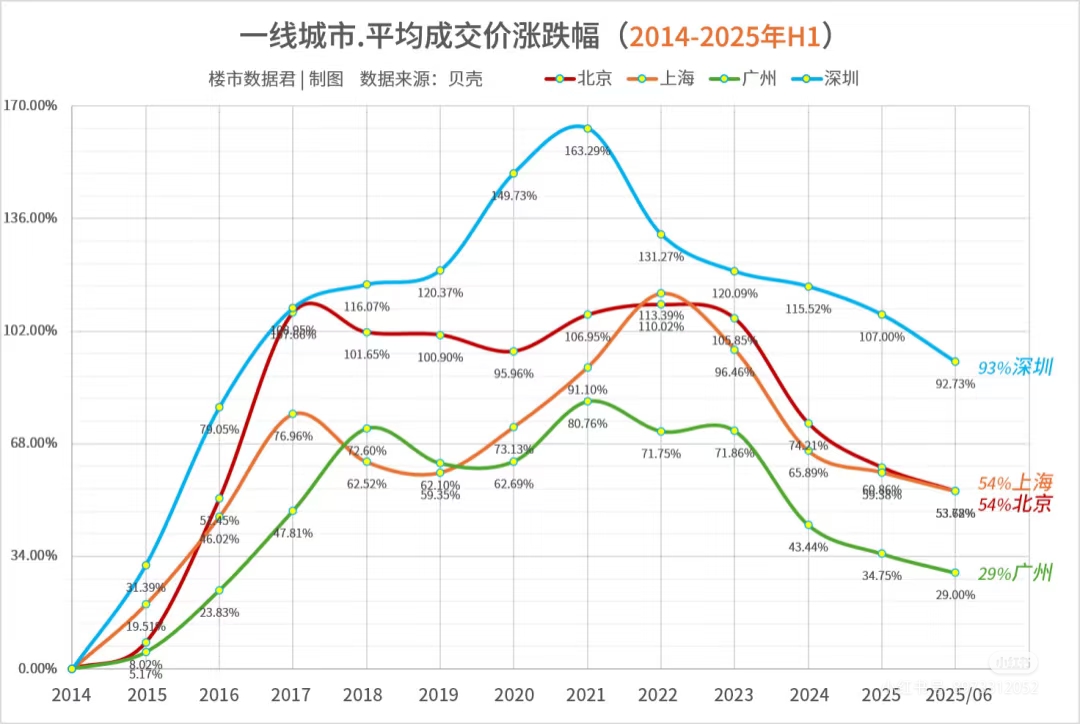 一线城市.平均成交价涨跌幅（2014-2025年H1）
楼市数据君 | 制图 数据来源：贝壳 北京 上海 广州 深圳
170.00%
163.29%
149.73%
136.00%
131.27%
120.37% 120.09%
116.07% 115.52%
113.39%
110.02%
102.00% 106.95% 105.85% 107.00%
101.65% 100.90%
95.96% 96.46% 93%深圳
92.73%
91.10%
79.05% 76.96% 80.76%
68.00% 72.60% 73.13% 71.75% 71.86% 74.21%
62.52% 62.10% 62.69% 65.89%
59.35% 54%上海
54%北京
46.02%
47.81% 43.44%
34.00% 34.75%
31.39% 29%广州
23.83% 29.00%
19.51%
8.02%
5.17%
0.00%
2014 2015 2016 2017 2018 2019 2020 2021 2022 2023 2024 2025 2025/06